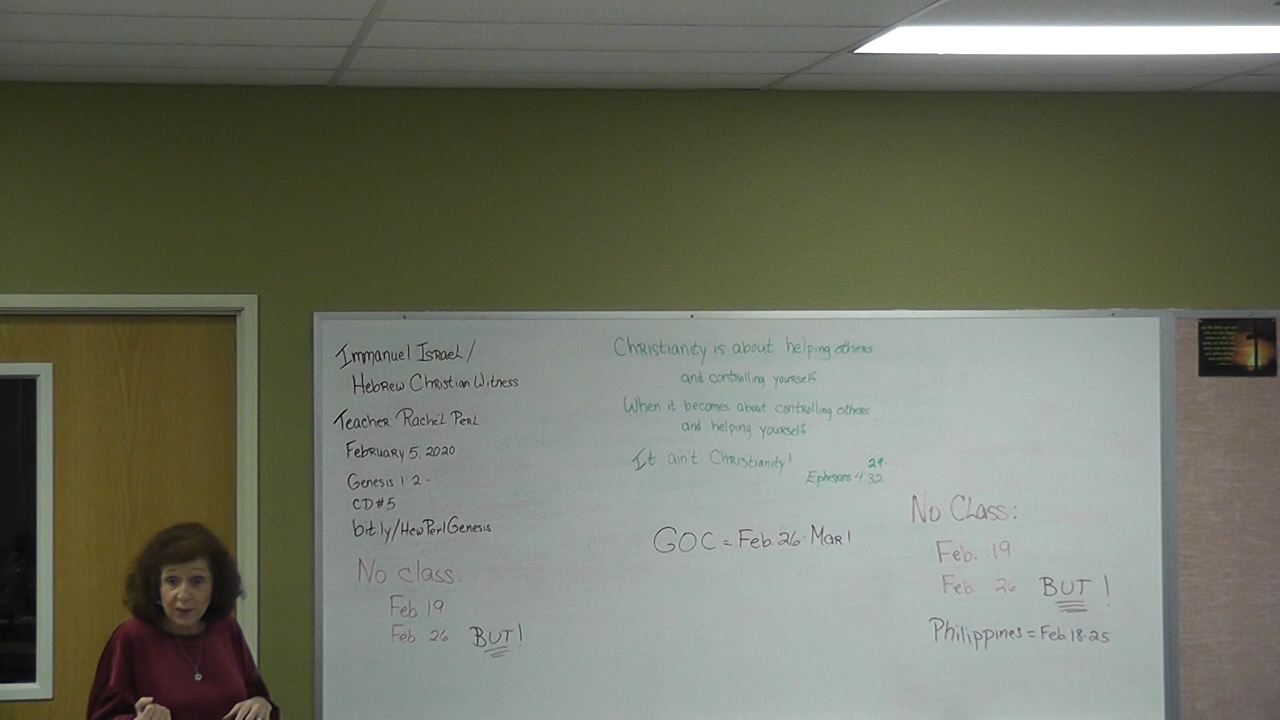 Immanuel Israel/
Hebrew Christian Witness
Teacher Rachel Perl
February 5, 2020
Genesis 1:2-
CD#5
bit.ly/HcwPerlGenesis
No class:
Feb 19
Feb 26 BUT!
Christianity is about helping others
and controlling yourself
When it becomes about controlling others
and helping yourself
It ain't Christianity!
29-
Ephesians 4:32
GOC = Feb. 26 - Mar 1
No Class:
Feb. 19
Feb 26 BUT!
Philippines = Feb 18-25